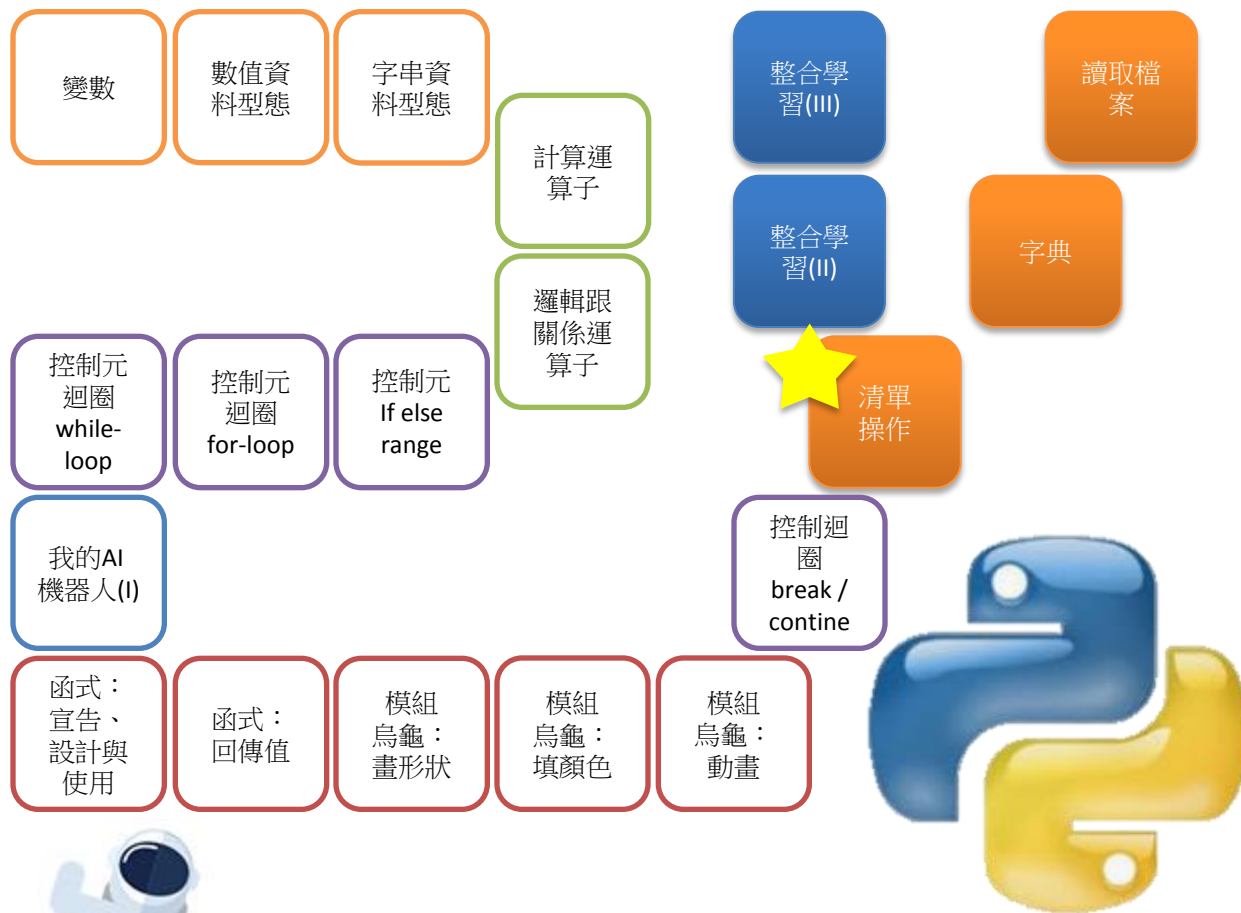 變數
數值資
料型態
字串資
料型態
計算運
算子
邏輯跟
關係運
算子
控制元
If else
range
控制元
迴圈
for-loop
控制元
迴圈
while-
loop
我的AI
機器人(I)
函式：
宣告、
設計與
使用
函式：
回傳值
模組
烏龜：
畫形狀
模組
烏龜：
填顏色
模組
烏龜：
動畫
控制迴
圈
break /
contine
清單
操作
整合學
習(II)
整合學
習(III)
字典
讀取檔
案